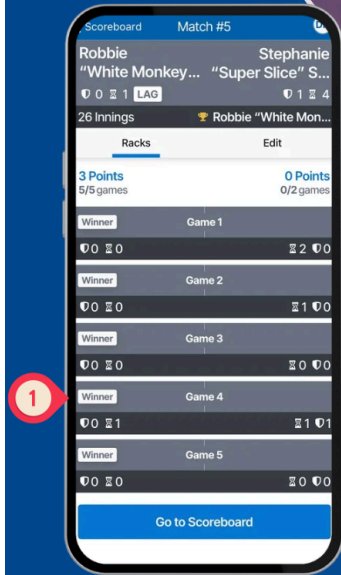 Scoreboard Match #5
Robbie Stephanie
"White Monkey... "Super Slice" S...
0 1 LAG 1 4
26 Innings Robbie "White Mon...
Racks Edit
3 Points 0 Points
5/5 games 0/2 games
Winner Game 1
0 0 2 0
Winner Game 2
0 0 1 0
Winner Game 3
0 0 0 0
1
Winner Game 4
0 1 1 1
Winner Game 5
0 0 0 0
Go to Scoreboard